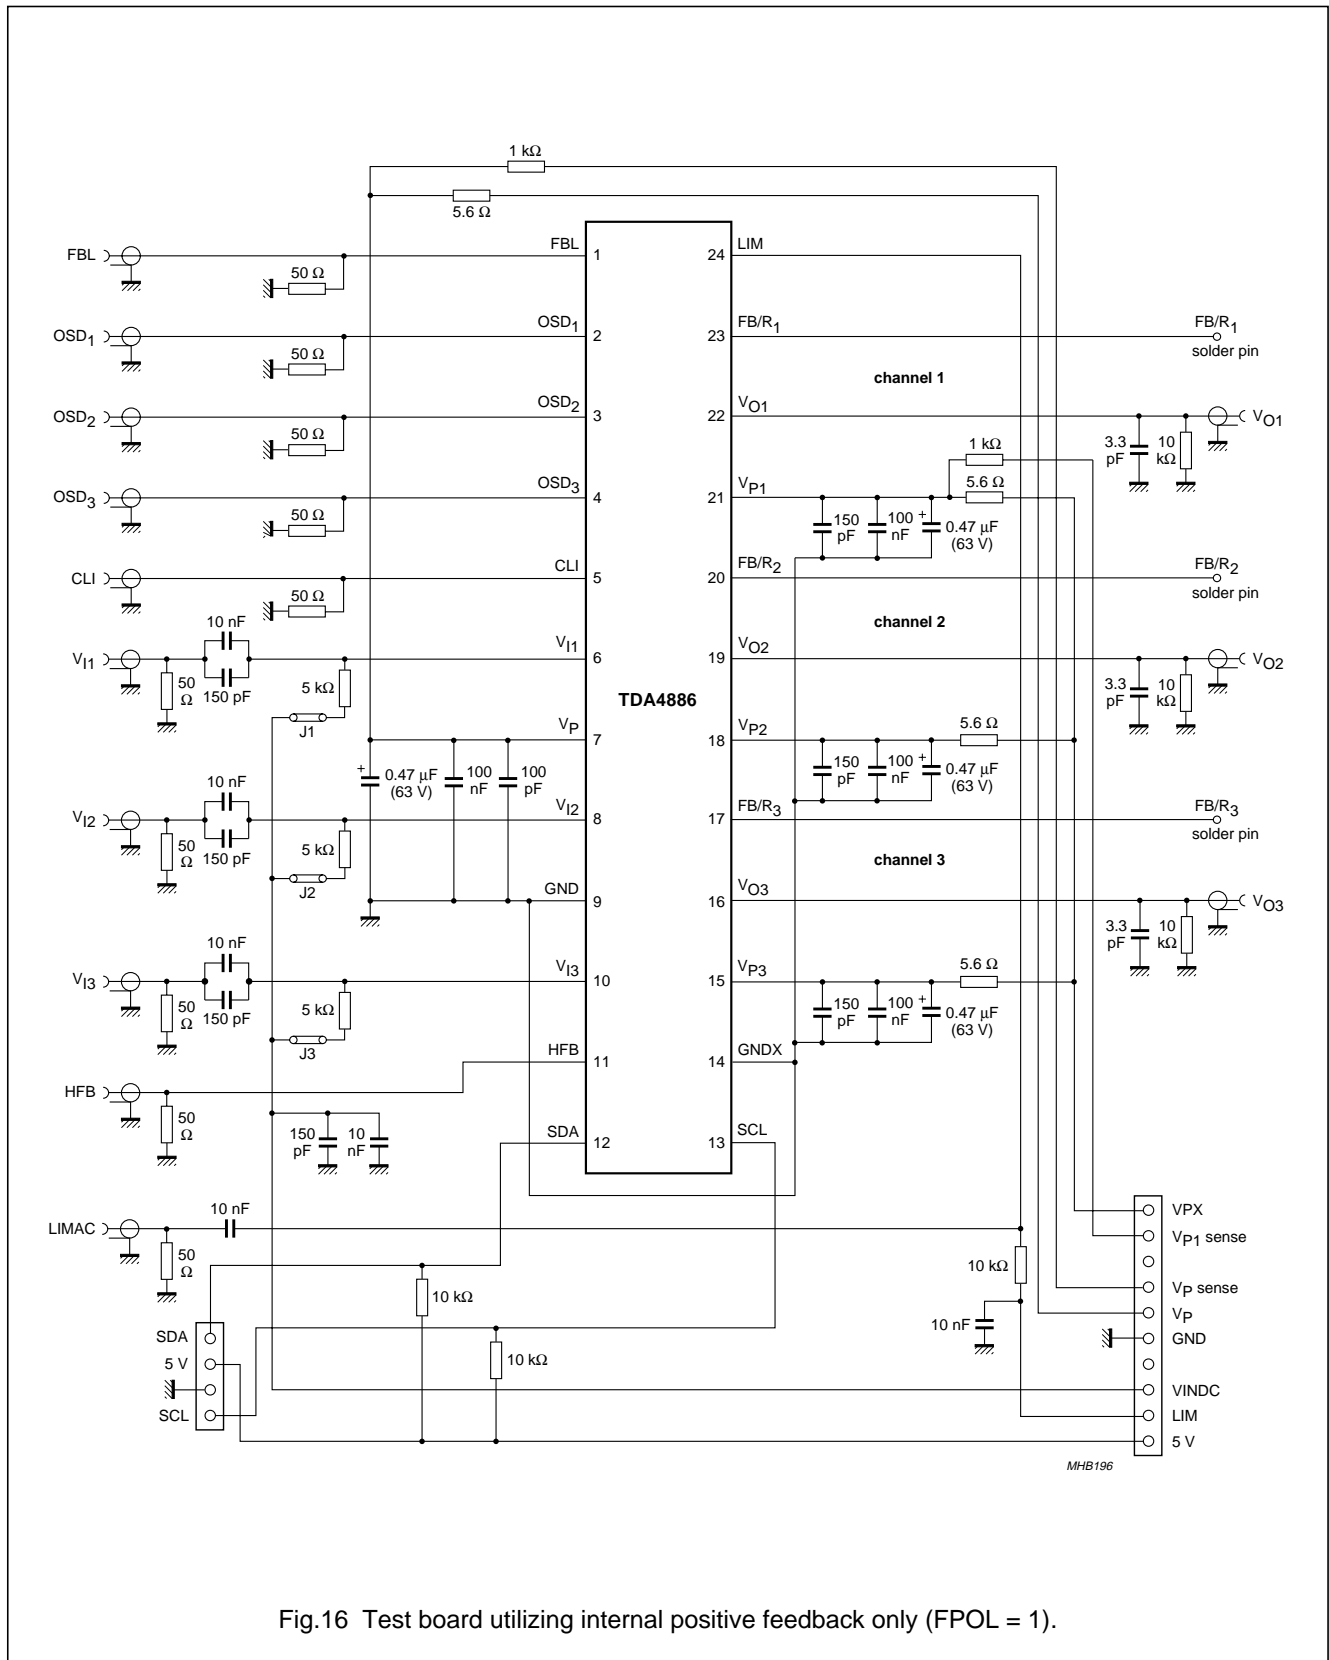 1 kΩ
5.6 Ω
FBL
FBL
1
24
LIM
50 Ω
OSD1
OSD1
2
23
FB/R1
FB/R1
solder pin
50 Ω
channel 1
OSD2
OSD2
3
22
VO1
VO1
50 Ω
3.3 pF
10 kΩ
1 kΩ
5.6 Ω
OSD3
OSD3
4
21
VP1
50 Ω
150 pF
100 nF
+
0.47 μF
(63 V)
CLI
CLI
5
20
FB/R2
FB/R2
solder pin
50 Ω
10 nF
channel 2
VI1
VI1
6
19
VO2
VO2
50 Ω
150 pF
5 kΩ
J1
TDA4886
3.3 pF
10 kΩ
VP
7
18
VP2
5.6 Ω
+
0.47 μF
(63 V)
100 nF
100 pF
150 pF
100 nF
+
0.47 μF
(63 V)
10 nF
VI2
VI2
8
17
FB/R3
FB/R3
solder pin
50 Ω
150 pF
5 kΩ
J2
channel 3
GND
9
16
VO3
VO3
3.3 pF
10 kΩ
10 nF
VI3
VI3
10
15
VP3
5.6 Ω
50 Ω
150 pF
5 kΩ
J3
150 pF
100 nF
+
0.47 μF
(63 V)
HFB
HFB
11
14
GNDX
50 Ω
150 pF
10 nF
SDA
12
13
SCL
LIMAC
10 nF
50 Ω
10 kΩ
10 kΩ
10 kΩ
10 nF
SDA
5 V
SCL
VPX
VP1 sense
VP sense
VP
GND
VINDC
LIM
5 V
MHB196
Fig.16 Test board utilizing internal positive feedback only (FPOL = 1).